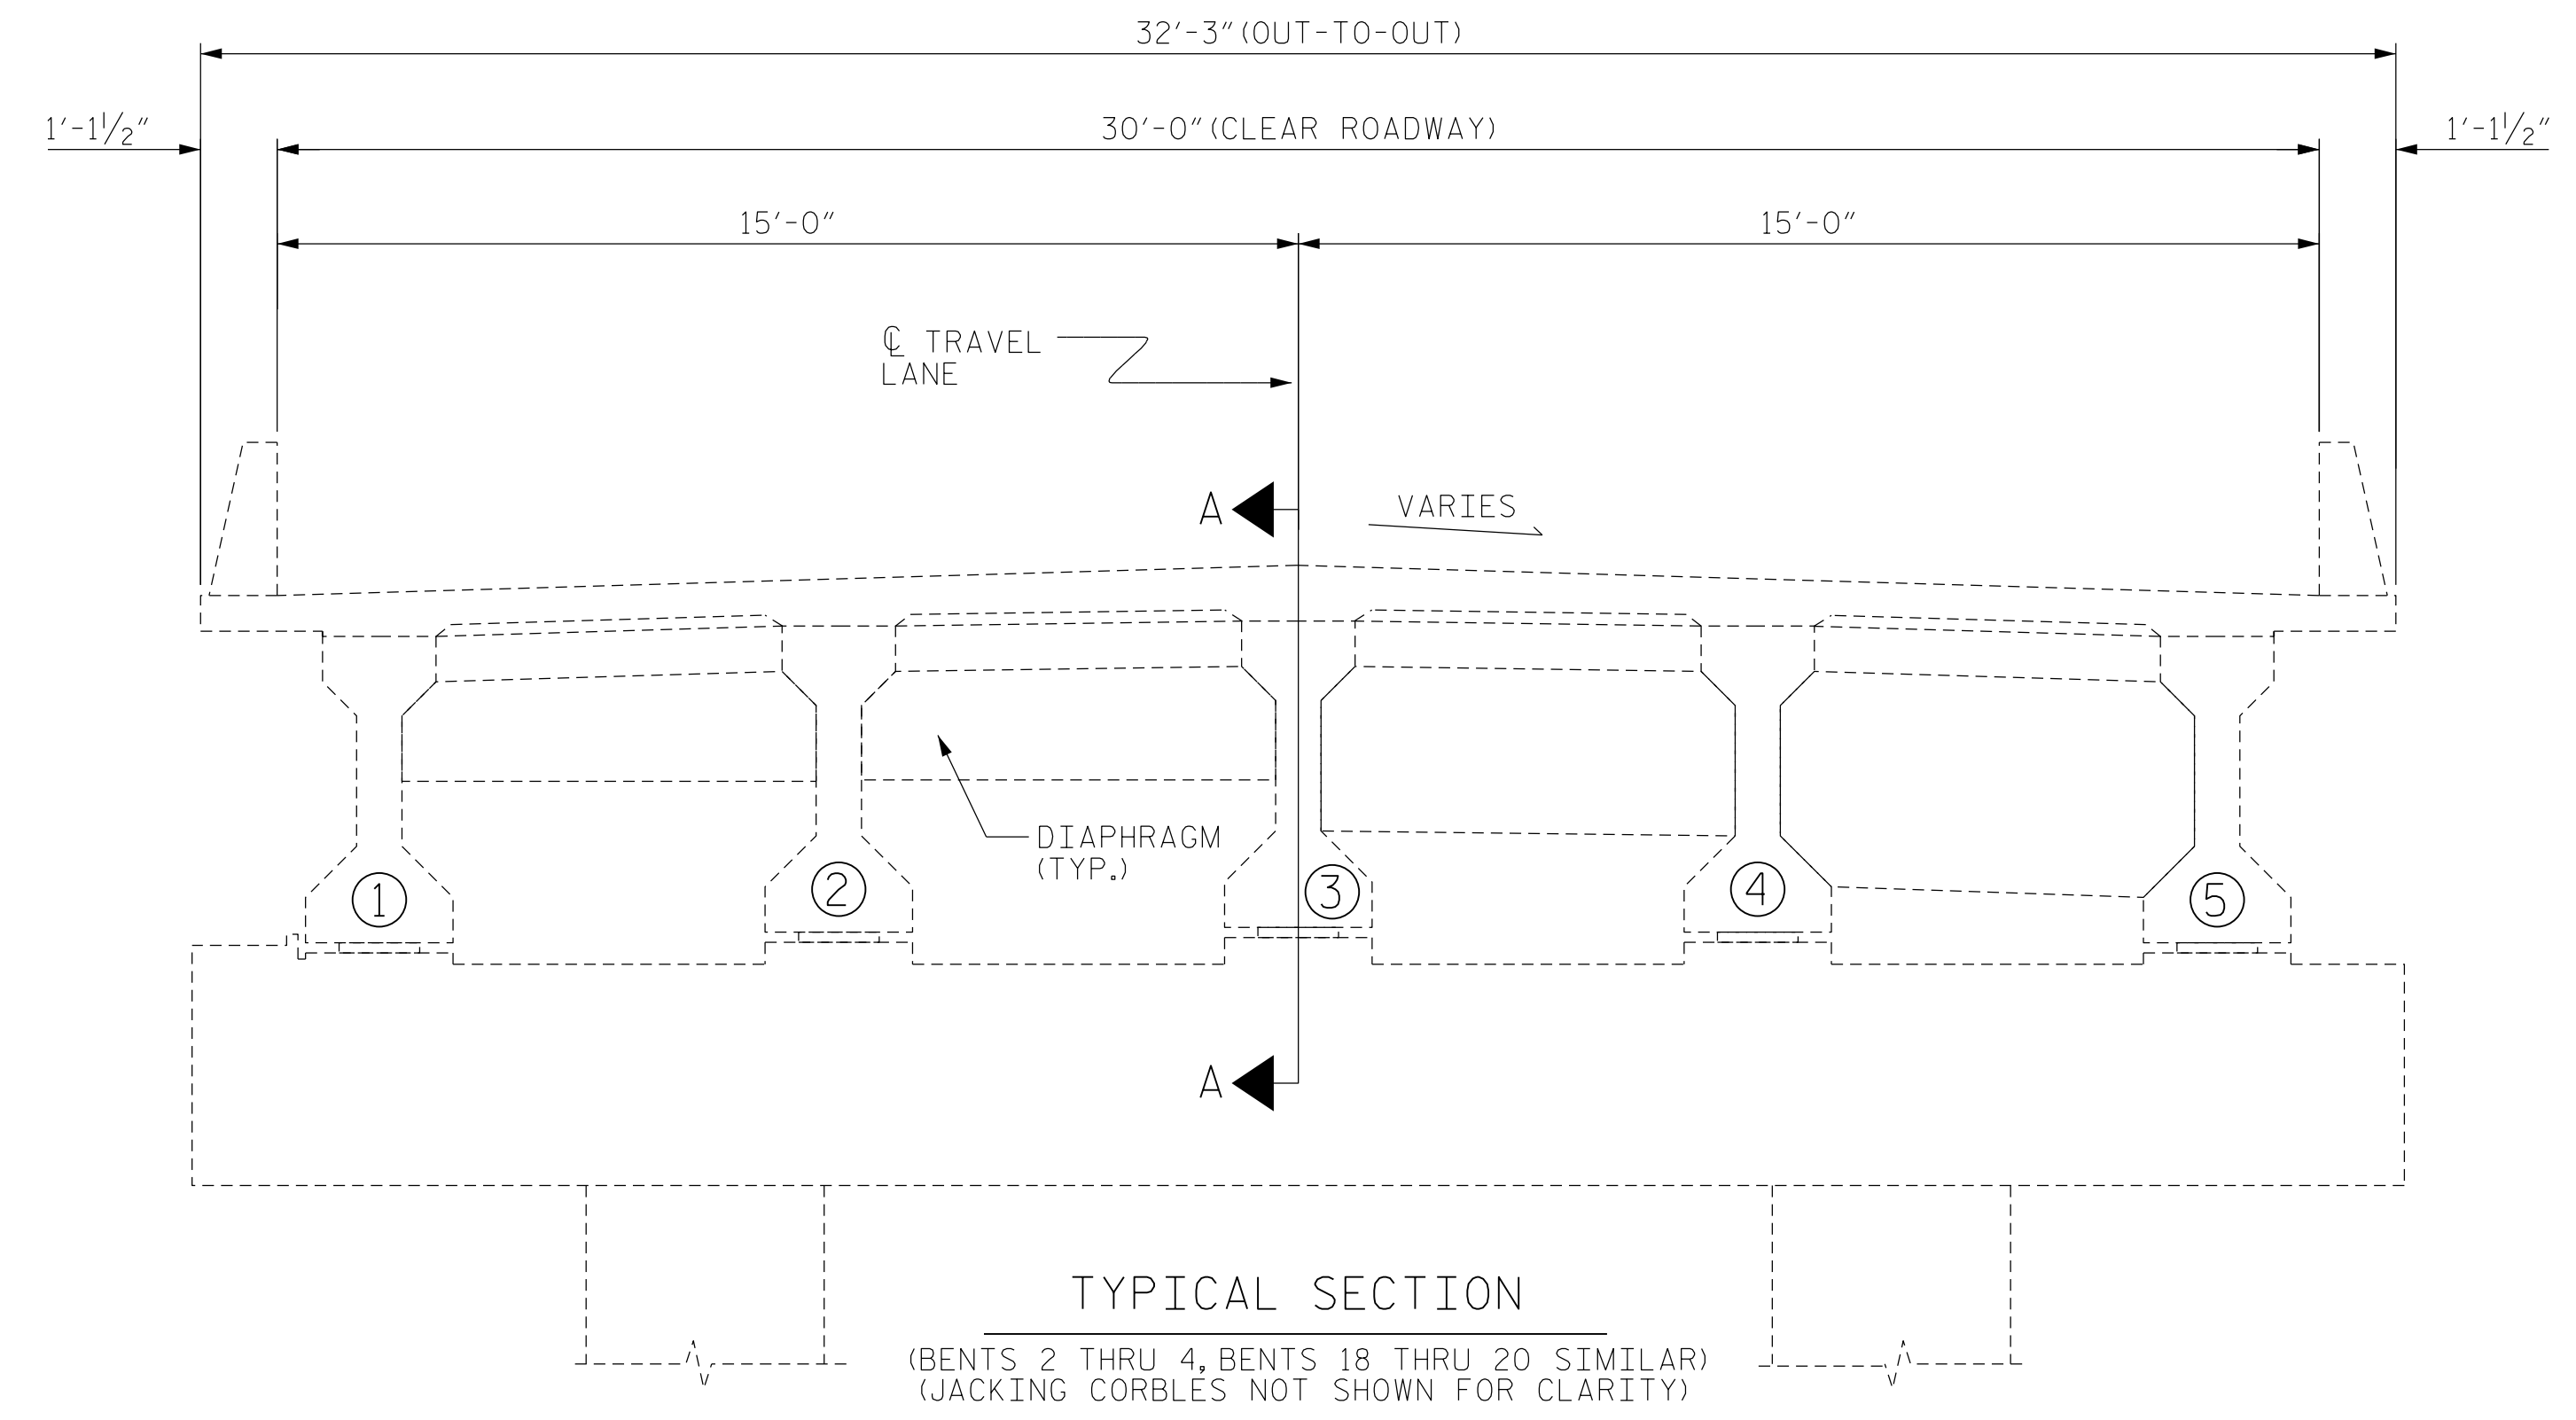 32'-3"(OUT-TO-OUT)
1'-1½"
30'-0"(CLEAR ROADWAY)
1'-1½"
15'-0"
15'-0"
℄ TRAVEL
LANE
A
VARIES
DIAPHRAGM
(TYP.)
1
2
3
4
5
A
TYPICAL SECTION
(BENTS 2 THRU 4, BENTS 18 THRU 20 SIMILAR)
(JACKING CORBLES NOT SHOWN FOR CLARITY)